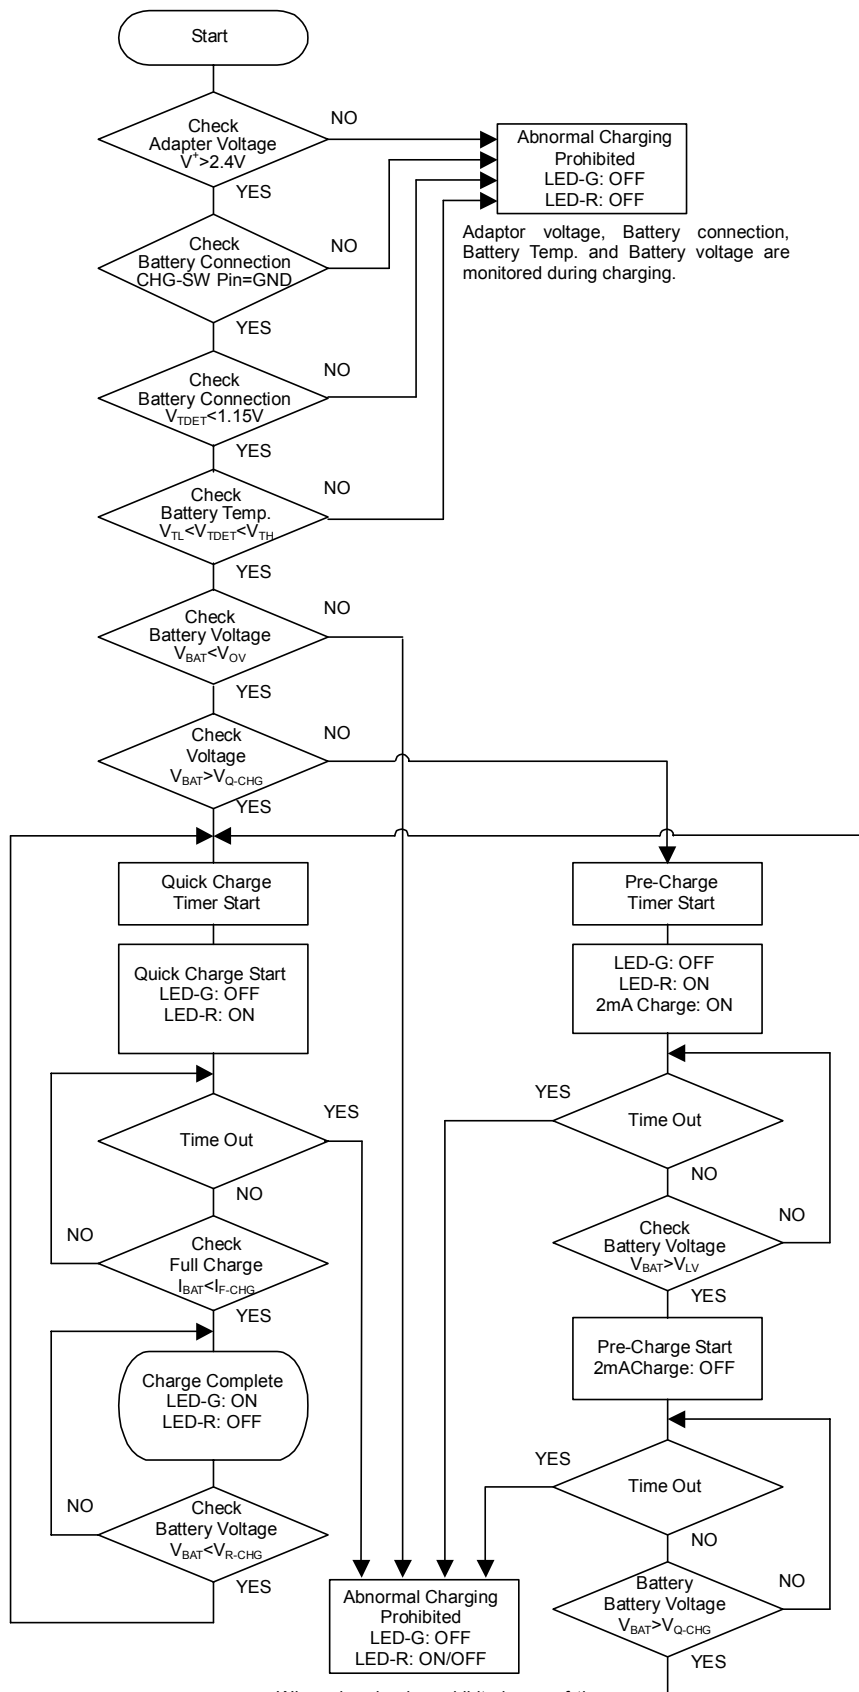 Start
Check
Adapter Voltage
V+>2.4V
NO
YES
Abnormal Charging
Prohibited
LED-G: OFF
LED-R: OFF
Adaptor voltage, Battery connection,
Battery Temp. and Battery voltage are
monitored during charging.
Check
Battery Connection
CHG-SW Pin=GND
NO
YES
Check
Battery Connection
VTDET<1.15V
NO
YES
Check
Battery Temp.
VTL<VTDET<VTH
NO
YES
Check
Battery Voltage
VBAT<VOV
NO
YES
Check
Voltage
VBAT>VQ-CHG
NO
YES
Quick Charge
Timer Start
Quick Charge Start
LED-G: OFF
LED-R: ON
Time Out
YES
NO
Check
Full Charge
IBAT<IF-CHG
NO
YES
Charge Complete
LED-G: ON
LED-R: OFF
Check
Battery Voltage
VBAT<VR-CHG
NO
YES
Pre-Charge
Timer Start
LED-G: OFF
LED-R: ON
2mA Charge: ON
Time Out
YES
NO
Check
Battery Voltage
VBAT>VLV
NO
YES
Pre-Charge Start
2mACharge: OFF
Time Out
YES
NO
Battery
Battery Voltage
VBAT>VQ-CHG
NO
YES
Abnormal Charging
Prohibited
LED-G: OFF
LED-R: ON/OFF